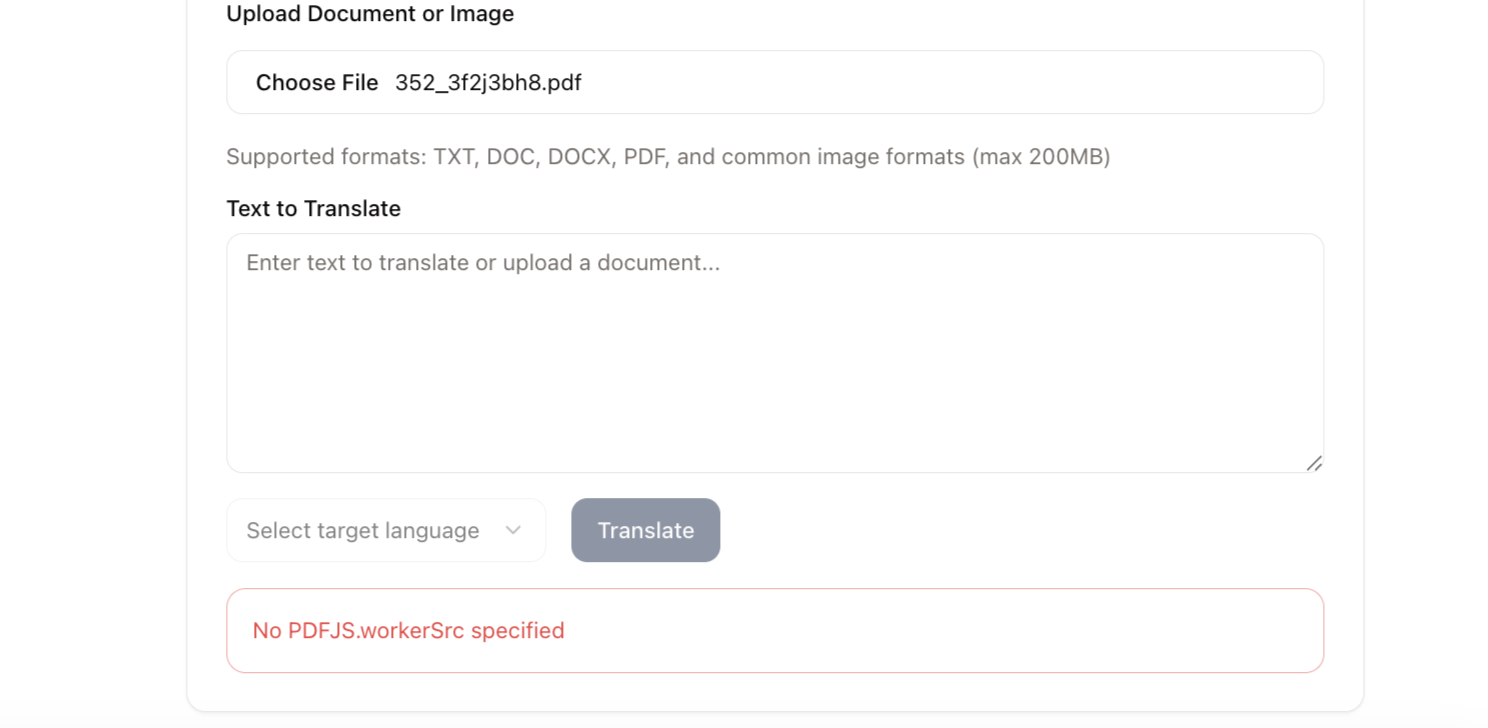 Upload Document or Image
Choose File 352_3f2j3bh8.pdf
Supported formats: TXT, DOC, DOCX, PDF, and common image formats (max 200MB)
Text to Translate
Enter text to translate or upload a document...
Select target language
Translate
No PDFJS.workerSrc specified